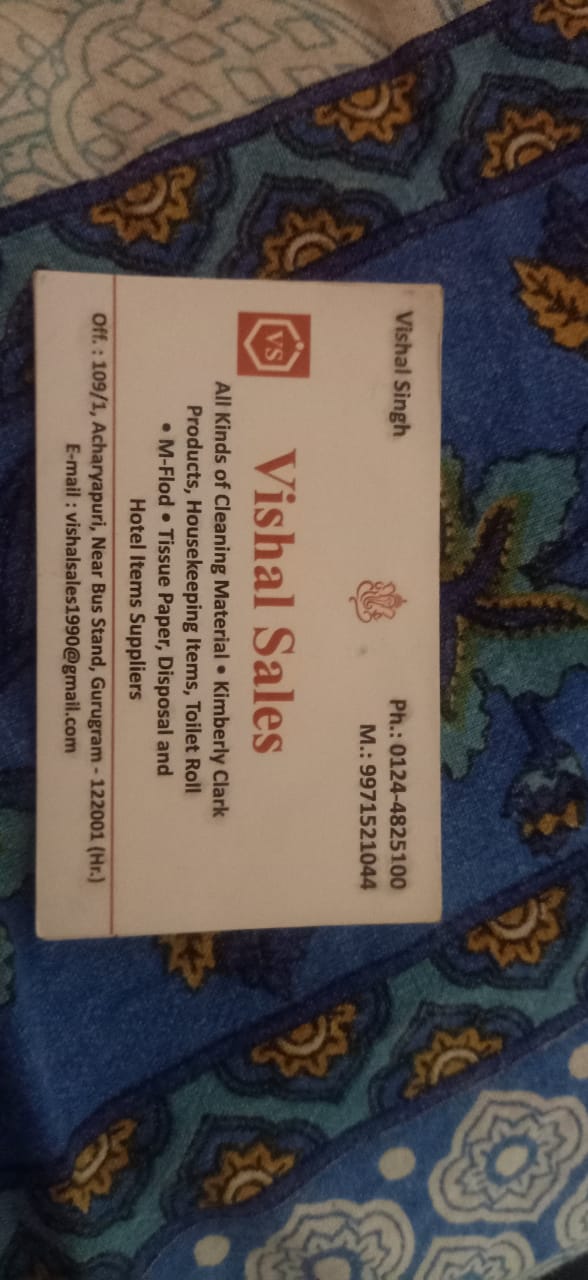 Vishal Singh
Ph.: 0124-4825100
M.: 9971521044
VS
Vishal Sales
All Kinds of Cleaning Material • Kimberly Clark
Products, Housekeeping Items, Toilet Roll
• M-Flod • Tissue Paper, Disposal and
Hotel Items Suppliers
Off. : 109/1, Acharyapuri, Near Bus Stand, Gurugram - 122001 (Hr.)
E-mail : vishalsales1990@gmail.com